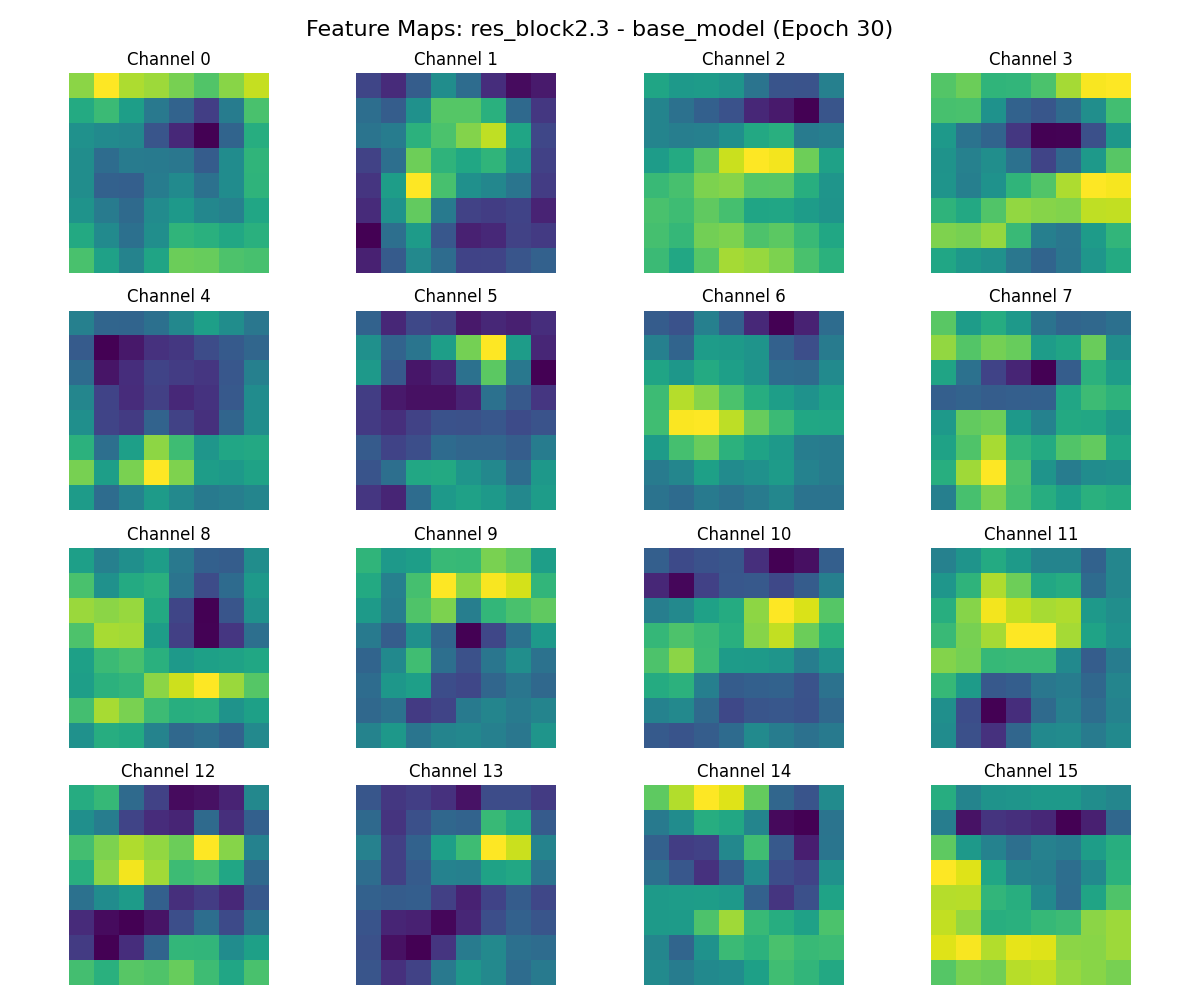 Feature Maps: res_block2.3 - base_model (Epoch 30)
Channel 0
Channel 1
Channel 2
Channel 3
Channel 4
Channel 5
Channel 6
Channel 7
Channel 8
Channel 9
Channel 10
Channel 11
Channel 12
Channel 13
Channel 14
Channel 15